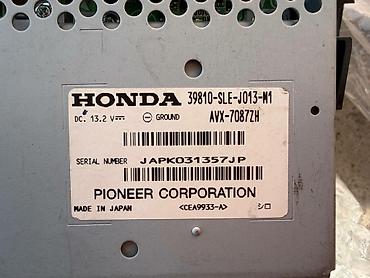 HONDA 39810-SLE-J013-M1
DC. 13.2 V⎓ ⊖ GROUND AVX-7087ZH
SERIAL NUMBER JAPK031357JP
PIONEER CORPORATION
MADE IN JAPAN <CEA9933-A> シロ